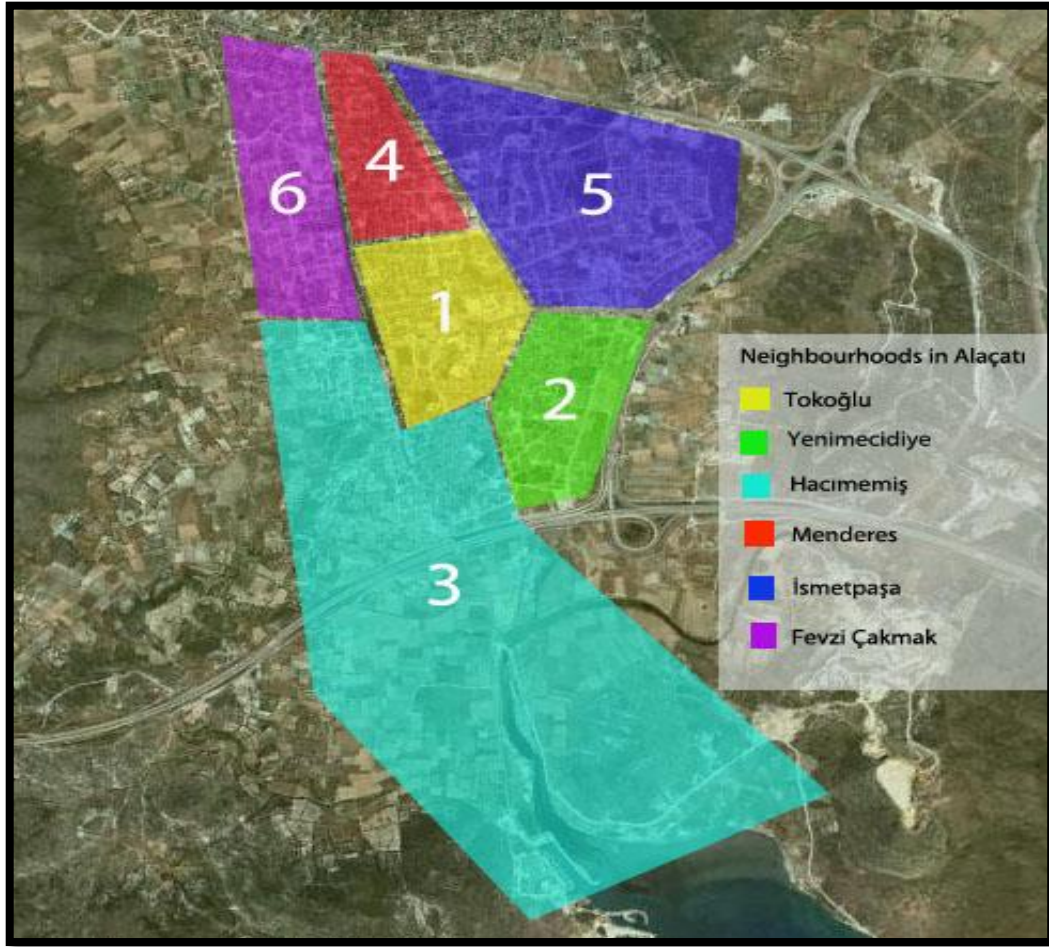 4
6
5
1
2
3
Neighbourhoods in Alaçatı
Tokoğlu
Yenimecidiye
Hacımemiş
Menderes
İsmetpaşa
Fevzi Çakmak